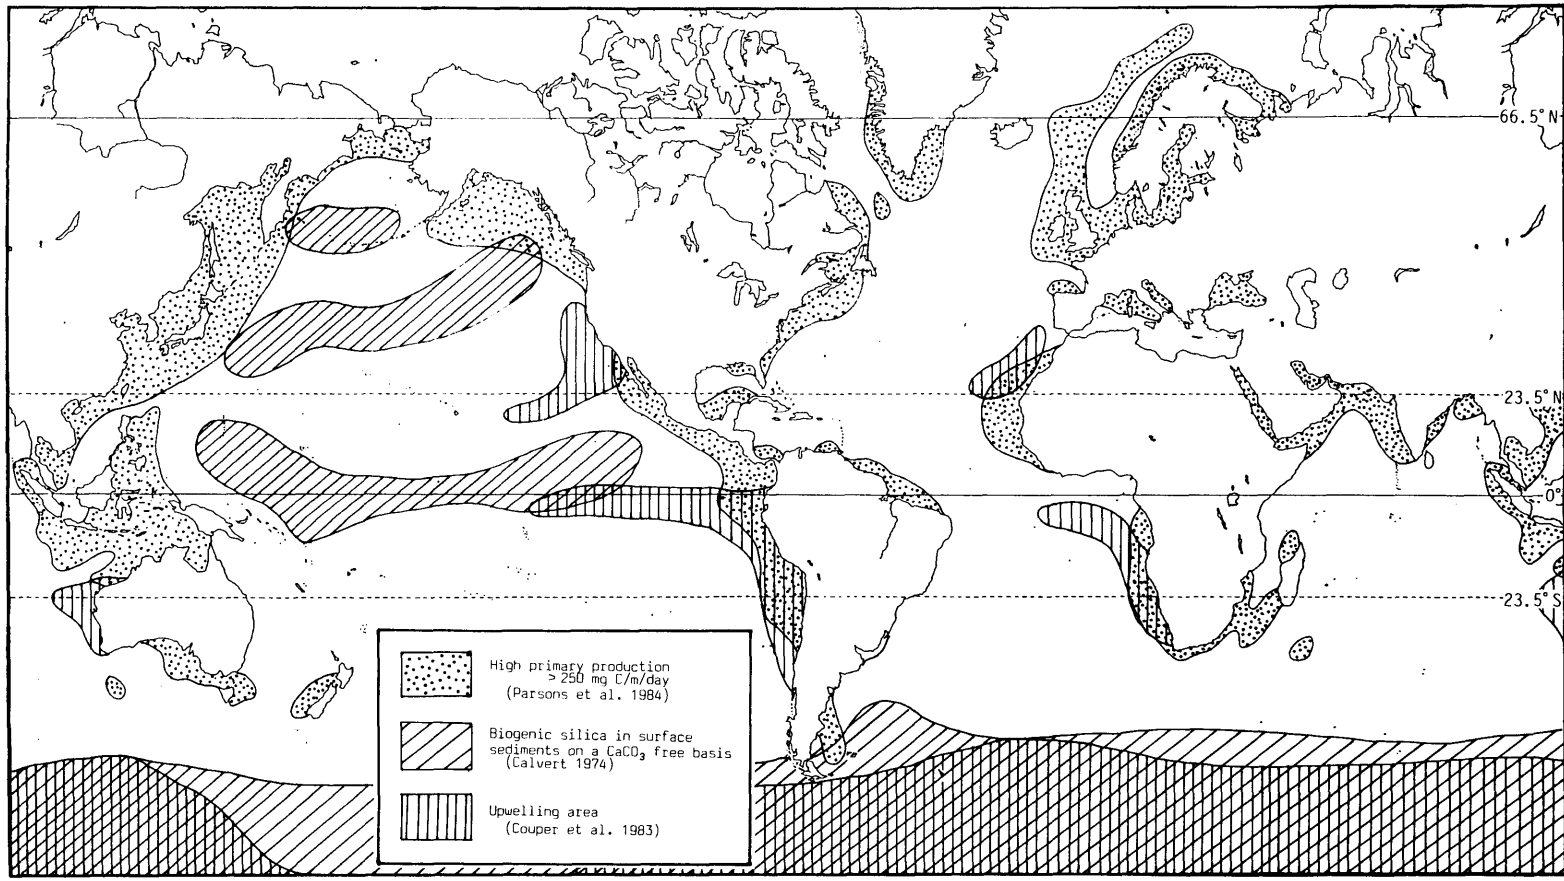 66.5°N
23.5°N
0°
23.5°S
High primary production
> 250 mg C/m/day
(Parsons et al. 1984)
Biogenic silica in surface
sediments on a CaCO₃ free basis
(Calvert 1974)
Upwelling area
(Couper et al. 1983)